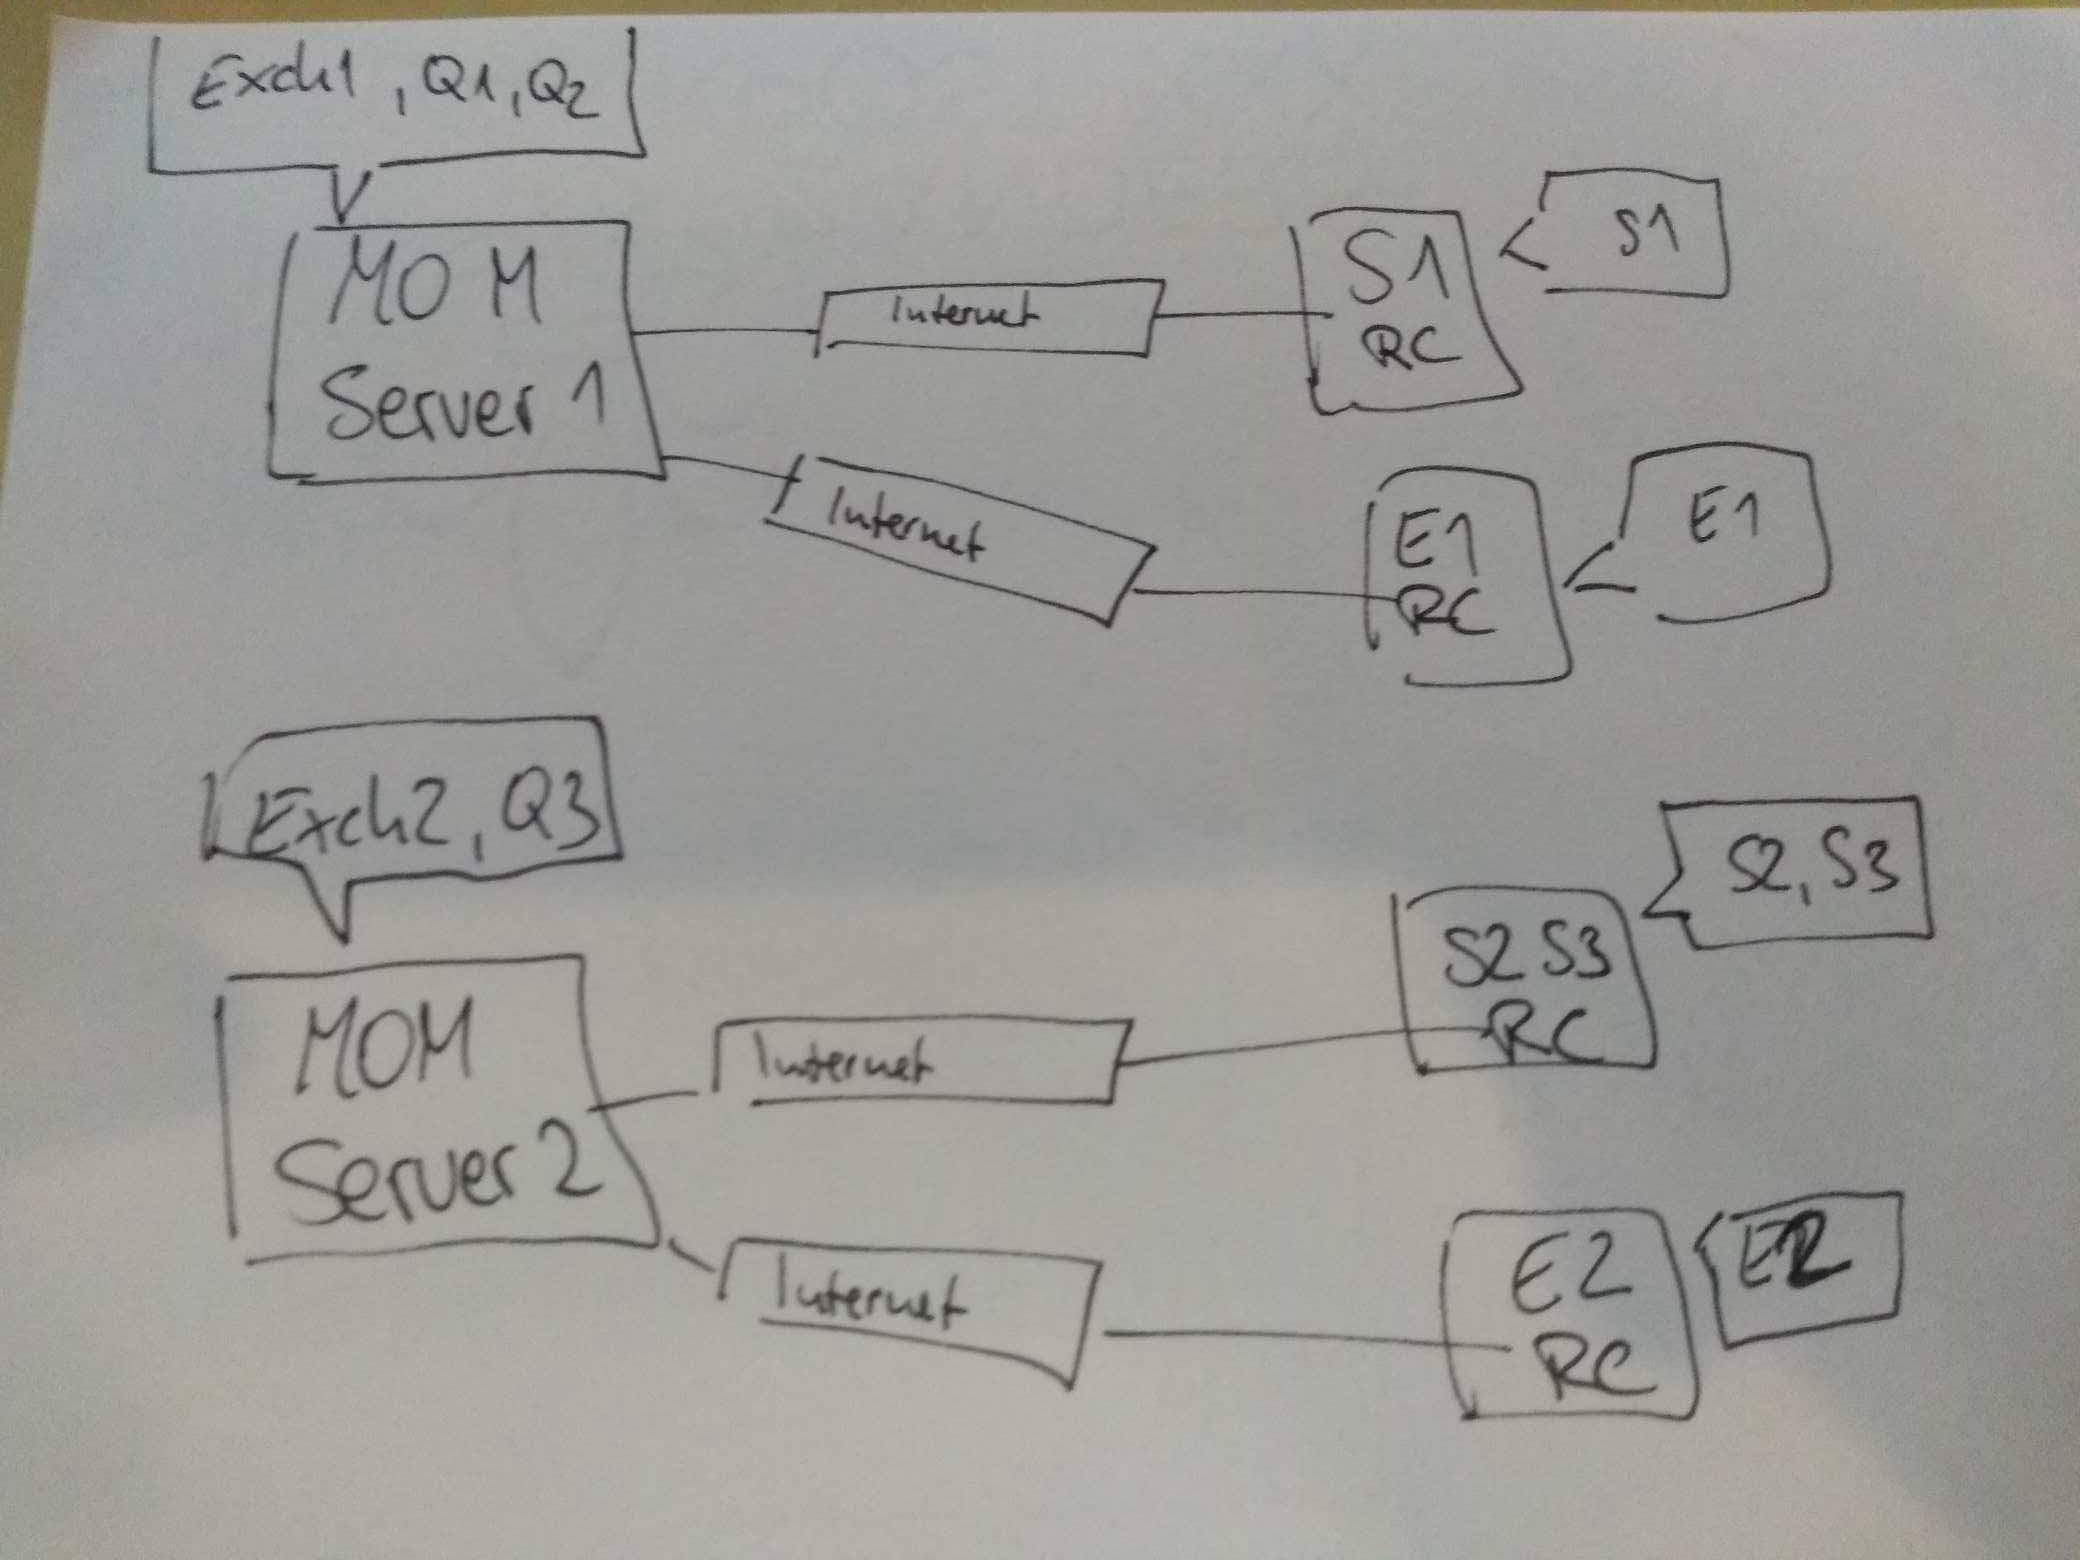 Exch1, Q1, Q2
MOM
Server 1
Internet
S1
RC
S1
Internet
E1
RC
E1
Exch2, Q3
MOM
Server 2
Internet
S2 S3
RC
S2, S3
Internet
E2
RC
E2